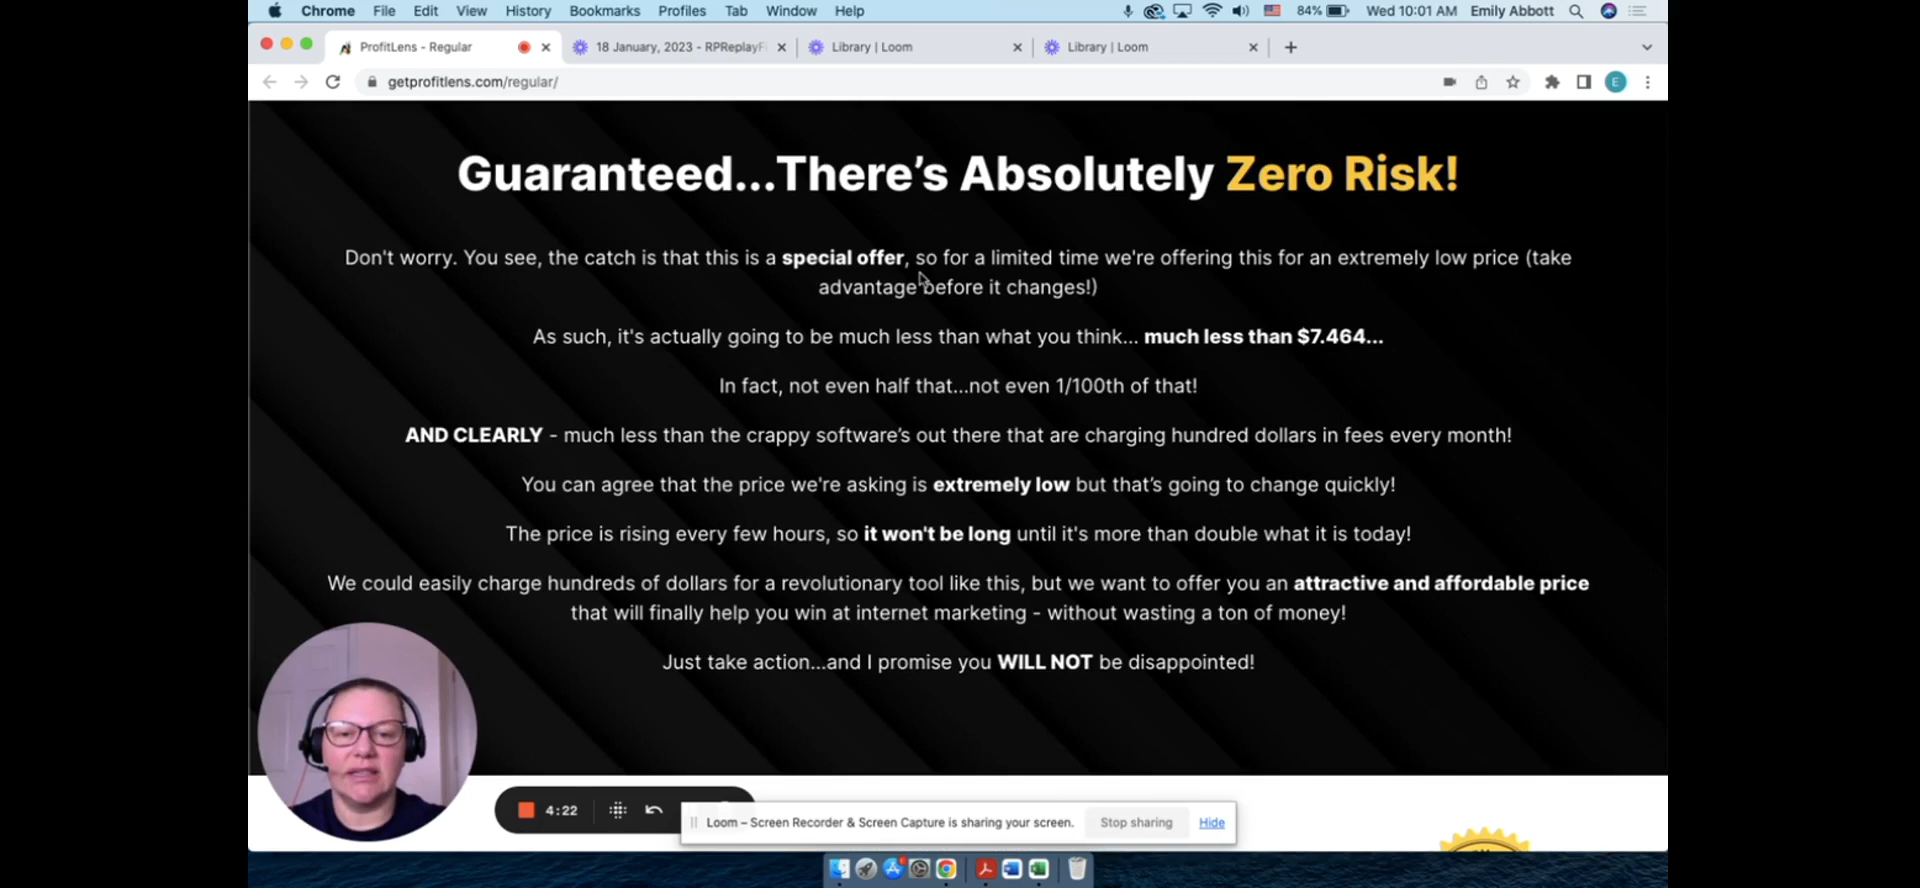 Chrome File Edit View History Bookmarks Profiles Tab Window Help 84% Wed 10:01 AM Emily Abbott
ProfitLens - Regular 18 January, 2023 - RPReplayF Library | Loom Library | Loom
getprofitlens.com/regular/ E
Guaranteed...There's Absolutely Zero Risk!
Don't worry. You see, the catch is that this is a special offer, so for a limited time we're offering this for an extremely low price (take
advantage before it changes!)
As such, it's actually going to be much less than what you think... much less than $7.464...
In fact, not even half that...not even 1/100th of that!
AND CLEARLY - much less than the crappy software's out there that are charging hundred dollars in fees every month!
You can agree that the price we're asking is extremely low but that's going to change quickly!
The price is rising every few hours, so it won't be long until it's more than double what it is today!
We could easily charge hundreds of dollars for a revolutionary tool like this, but we want to offer you an attractive and affordable price
that will finally help you win at internet marketing - without wasting a ton of money!
Just take action...and I promise you WILL NOT be disappointed!
4:22
Loom – Screen Recorder & Screen Capture is sharing your screen. Stop sharing Hide